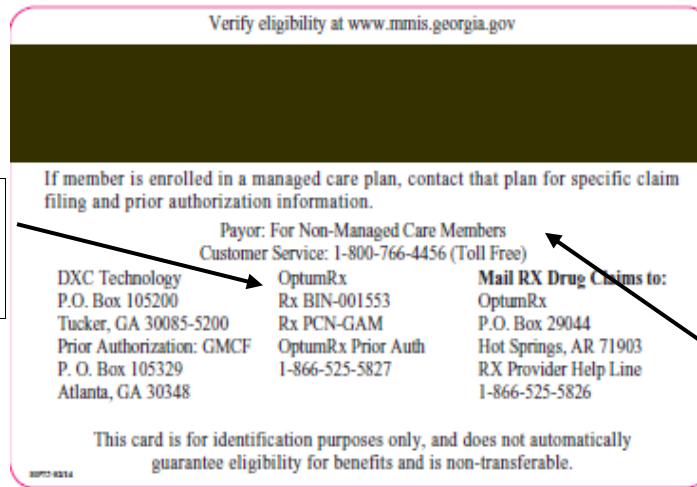 Verify eligibility at www.mmis.georgia.gov
If member is enrolled in a managed care plan, contact that plan for specific claim
filing and prior authorization information.
Payor: For Non-Managed Care Members
Customer Service: 1-800-766-4456 (Toll Free)
DXC Technology
P.O. Box 105200
Tucker, GA 30085-5200
Prior Authorization: GMCF
P. O. Box 105329
Atlanta, GA 30348
OptumRx
Rx BIN-001553
Rx PCN-GAM
OptumRx Prior Auth
1-866-525-5827
Mail RX Drug Claims to:
OptumRx
P.O. Box 29044
Hot Springs, AR 71903
RX Provider Help Line
1-866-525-5826
This card is for identification purposes only, and does not automatically
guarantee eligibility for benefits and is non-transferable.